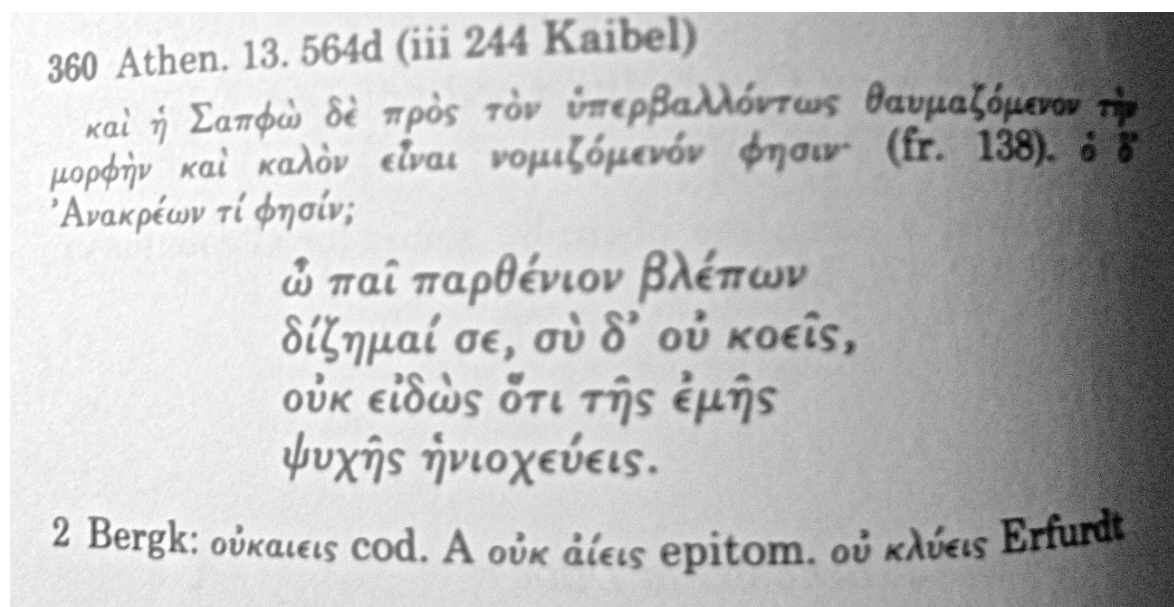 360 Athen. 13. 564d (iii 244 Kaibel)
καὶ ἡ Σαπφὼ δὲ πρὸς τὸν ὑπερβαλλόντως θαυμαζόμενον τὴν
μορφὴν καὶ καλὸν εἶναι νομιζόμενόν φησιν· (fr. 138). ὁ δ’
Ἀνακρέων τί φησίν;
ὦ παῖ παρθένιον βλέπων
δίζημαί σε, σὺ δ’ οὐ κοεῖς,
οὐκ εἰδὼς ὅτι τῆς ἐμῆς
ψυχῆς ἡνιοχεύεις.
2 Bergk: οὐκαιεις cod. A οὐκ ἀίεις epitom. οὐ κλύεις Erfurdt